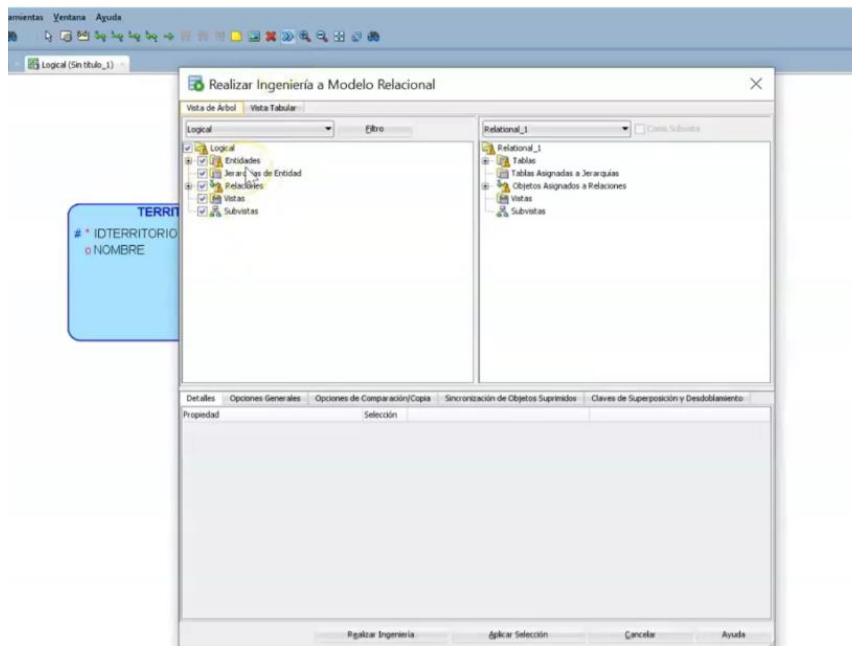 amientas Ventana Ayuda
Logical (Sin título_1)
Realizar Ingeniería a Modelo Relacional
Vista de Árbol Vista Tabular
Logical Filtro Relational_1
Logical Relational_1
Entidades Tablas
de Entidad Tablas Asignadas a Jerarquías
Relaciones Objetos Asignados a Relaciones
Vistas Vistas
Subvistas Subvistas
TERRIT
# * IDTERRITORIO
o NOMBRE
Detalles Opciones Generales Opciones de Comparación/Copia Sincronización de Objetos Suprimidos Claves de Superposición y Desdoblamiento
Propiedad Selección
Realizar Ingeniería Aplicar Selección Cancelar Ayuda